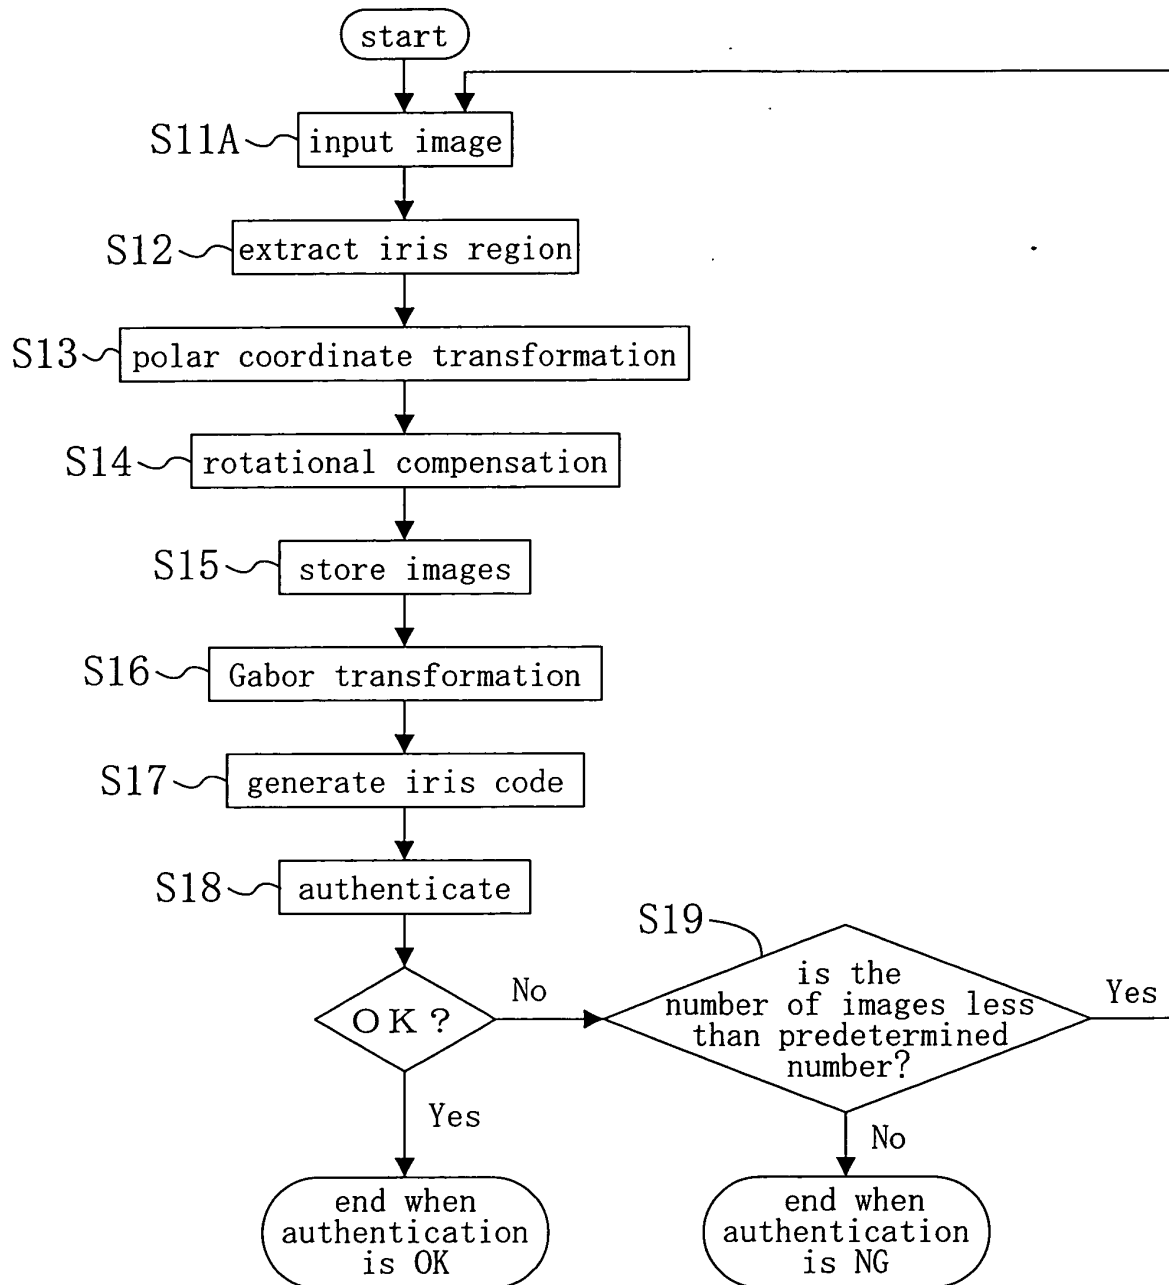 start
S11A
input image
S12
extract iris region
S13
polar coordinate transformation
S14
rotational compensation
S15
store images
S16
Gabor transformation
S17
generate iris code
S18
authenticate
S19
OK?
No
is the
number of images less
than predetermined
number?
Yes
Yes
No
end when
authentication
is OK
end when
authentication
is NG